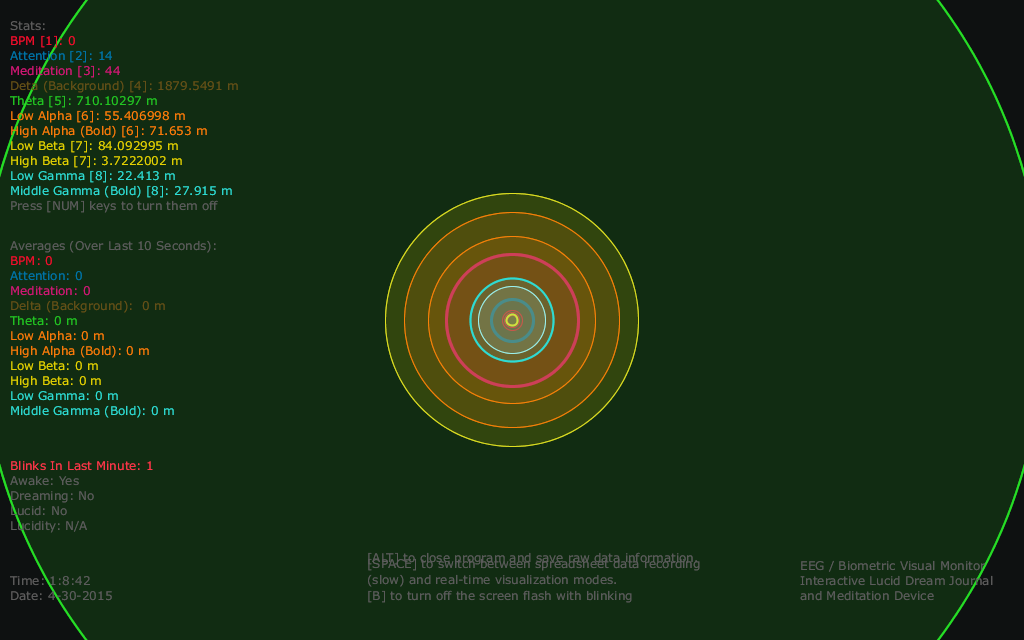 Stats:
BPM [1]: 0
Attention [2]: 14
Meditation [3]: 44
Delta (Background) [4]: 1879.5491 m
Theta [5]: 710.10297 m
Low Alpha [6]: 55.406998 m
High Alpha (Bold) [6]: 71.653 m
Low Beta [7]: 84.092995 m
High Beta [7]: 3.7222002 m
Low Gamma [8]: 22.413 m
Middle Gamma (Bold) [8]: 27.915 m
Press [NUM] keys to turn them off
Averages (Over Last 10 Seconds):
BPM: 0
Attention: 0
Meditation: 0
Delta (Background):  0 m
Theta: 0 m
Low Alpha: 0 m
High Alpha (Bold): 0 m
Low Beta: 0 m
High Beta: 0 m
Low Gamma: 0 m
Middle Gamma (Bold): 0 m
Blinks In Last Minute: 1
Awake: Yes
Dreaming: No
Lucid: No
Lucidity: N/A
Time: 1:8:42
Date: 4-30-2015
[ALT] to close program and save raw data information
[SPACE] to switch between spreadsheet data recording
(slow) and real-time visualization modes.
[B] to turn off the screen flash with blinking
EEG / Biometric Visual Monitor
Interactive Lucid Dream Journal
and Meditation Device